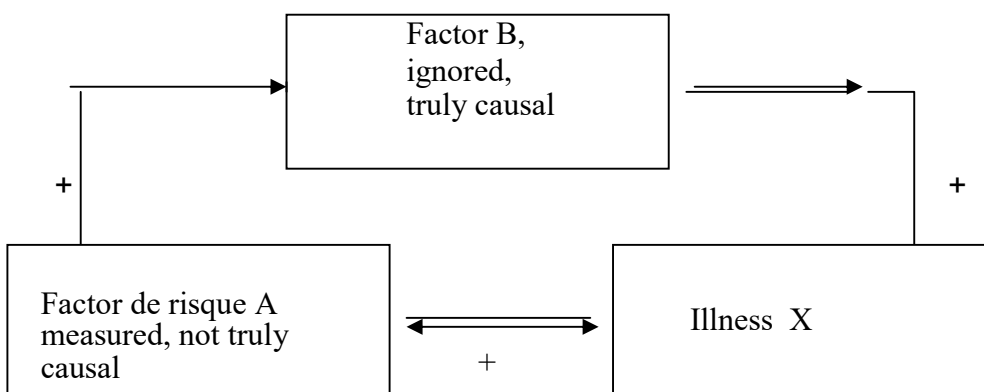 Factor B,
ignored,
truly causal
+
+
Factor de risque A
measured, not truly
causal
Illness X
+